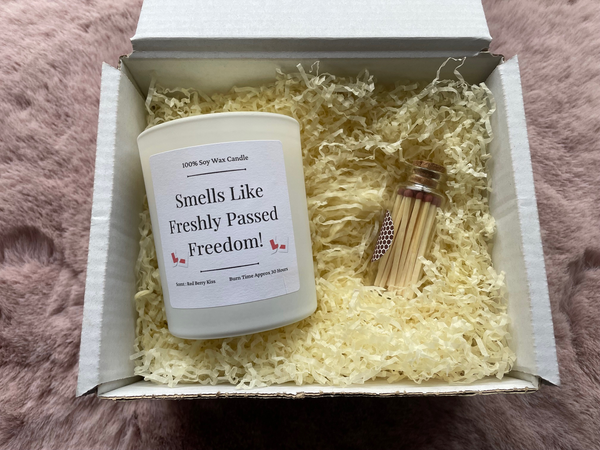 100% Soy Wax Candle
Smells Like
Freshly Passed
Freedom!
Scent: Red Berry Kiss Burn Time Approx 30 Hours